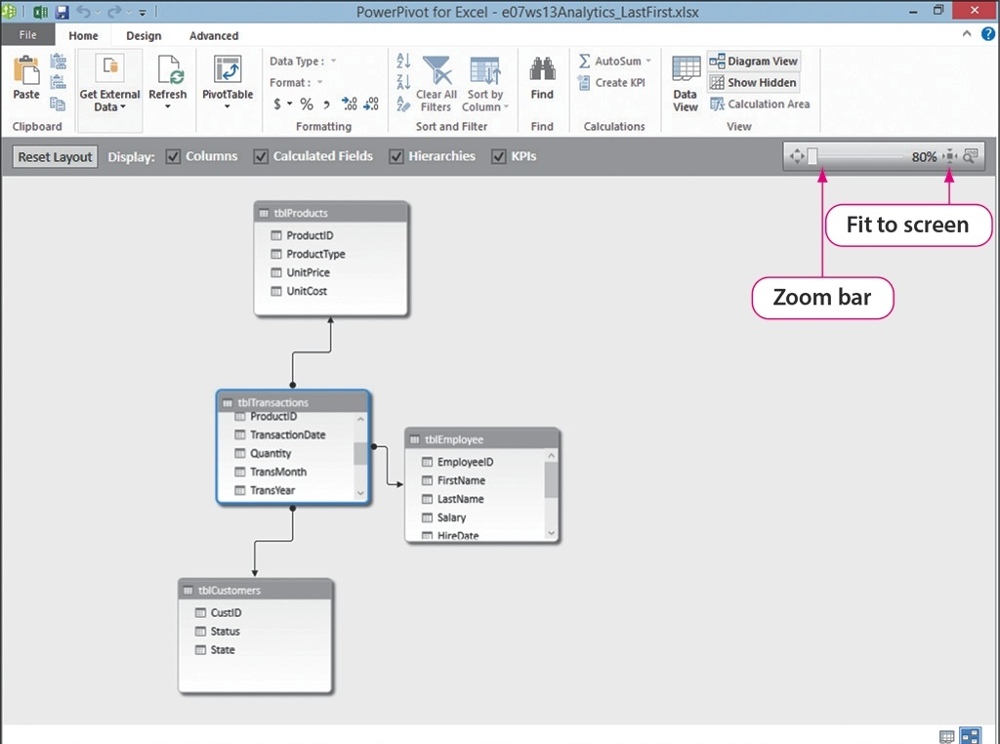 PowerPivot for Excel - e07ws13Analytics_LastFirst.xlsx
File Home Design Advanced
Paste
Clipboard
Get External Data
Refresh
PivotTable
Data Type :
Format :
$ % ,
Formatting
Clear All Filters
Sort by Column
Sort and Filter
Find
Find
AutoSum
Create KPI
Calculations
Data View
Diagram View
Show Hidden
Calculation Area
View
Reset Layout Display: Columns Calculated Fields Hierarchies KPIs 80%
Fit to screen
Zoom bar
tblProducts
ProductID
ProductType
UnitPrice
UnitCost
tblTransactions
ProductID
TransactionDate
Quantity
TransMonth
TransYear
tblEmployee
EmployeeID
FirstName
LastName
Salary
HireDate
tblCustomers
CustID
Status
State